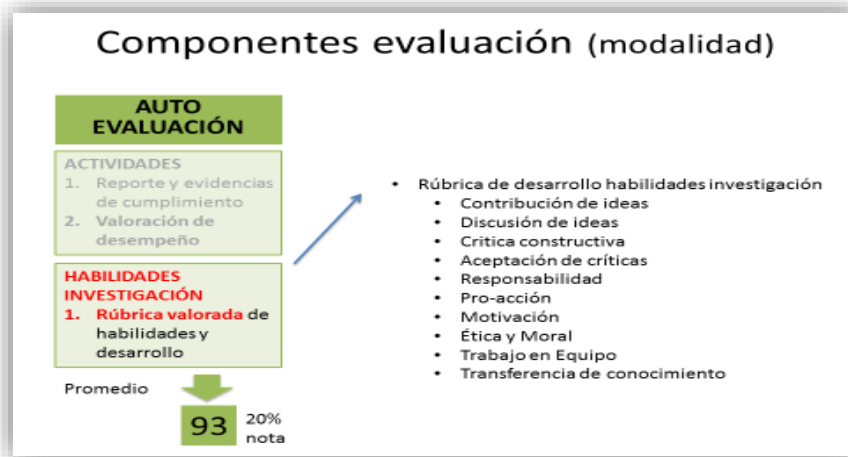 Componentes evaluación (modalidad)
AUTO
EVALUACIÓN
ACTIVIDADES
1. Reporte y evidencias
de cumplimiento
2. Valoración de
desempeño
HABILIDADES
INVESTIGACIÓN
1. Rúbrica valorada de
habilidades y
desarrollo
Promedio
93
20%
nota
• Rúbrica de desarrollo habilidades investigación
• Contribución de ideas
• Discusión de ideas
• Critica constructiva
• Aceptación de críticas
• Responsabilidad
• Pro-acción
• Motivación
• Ética y Moral
• Trabajo en Equipo
• Transferencia de conocimiento